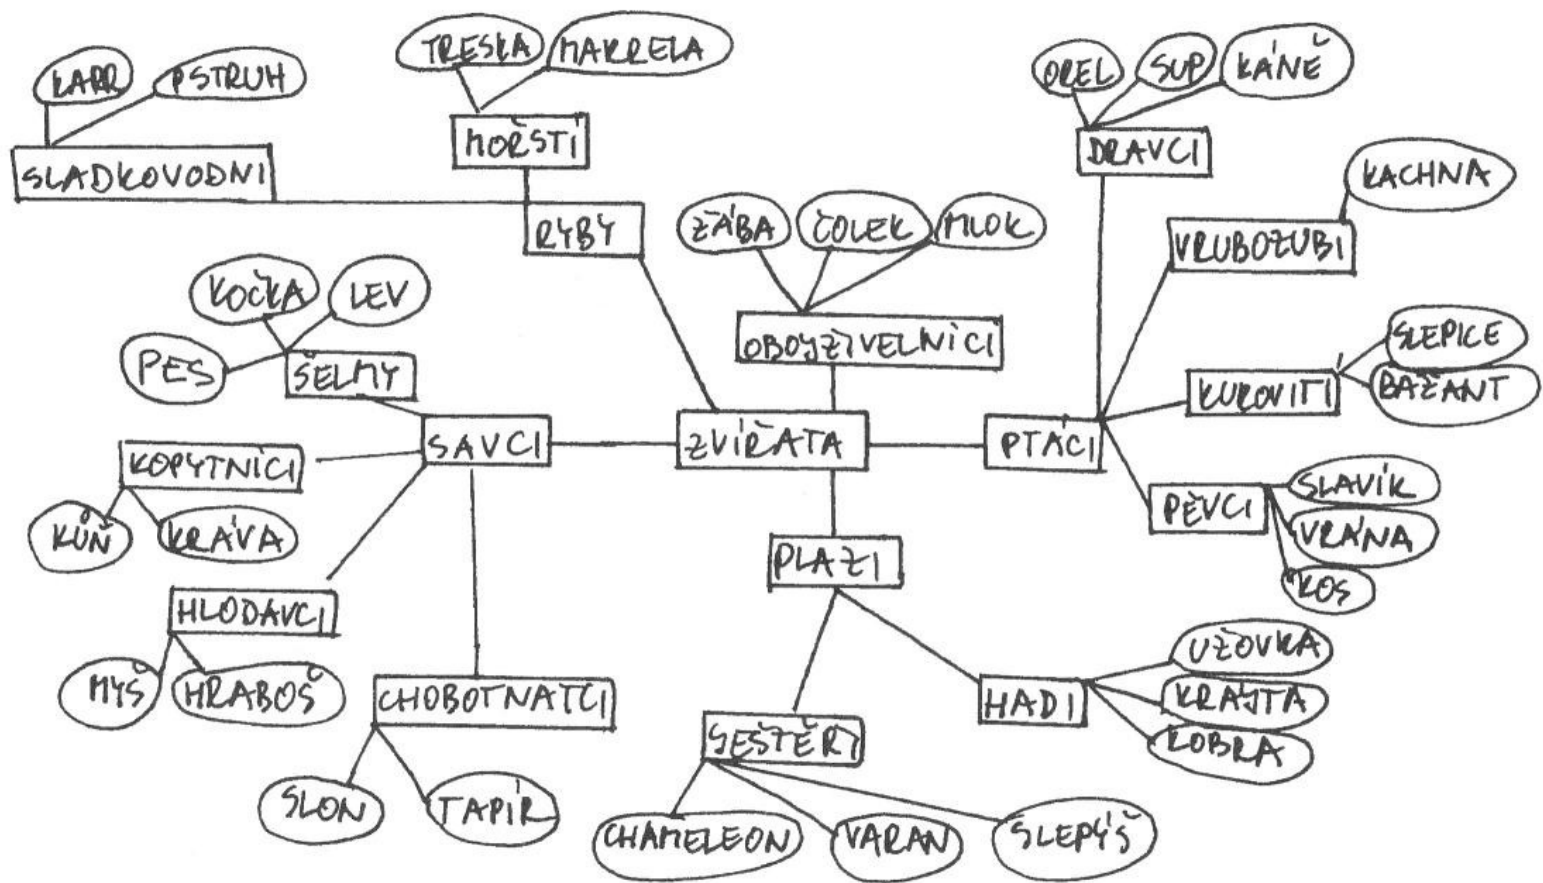 TRESKA MAKRELA
KAPR PSTRUH
OREL SUP KÁNĚ
MOŘSTÍ
DRAVCI
SLADKOVODNÍ
KACHNA
RYBY
ŽÁBA ČOLEK MLOK
VRUBOZUBÍ
KOČKA LEV
OBOJŽIVELNÍCI
SLEPICE
PES
ŠELMY
KUROVITÍ
BAŽANT
SAVCI
ZVÍŘATA
PTÁCI
KOPYTNÍCI
SLAVÍK
PĚVCI
KŮŇ KRÁVA
VRÁNA
PLAZI
KOS
HLODAVCI
UŽOVKA
MYŠ HRABOŠ
CHOBOTNATCI
HADI
KRAJTA
JEŠTĚŘI
KOBRA
SLON TAPÍR
CHAMELEON VARAN SLEPÝŠ